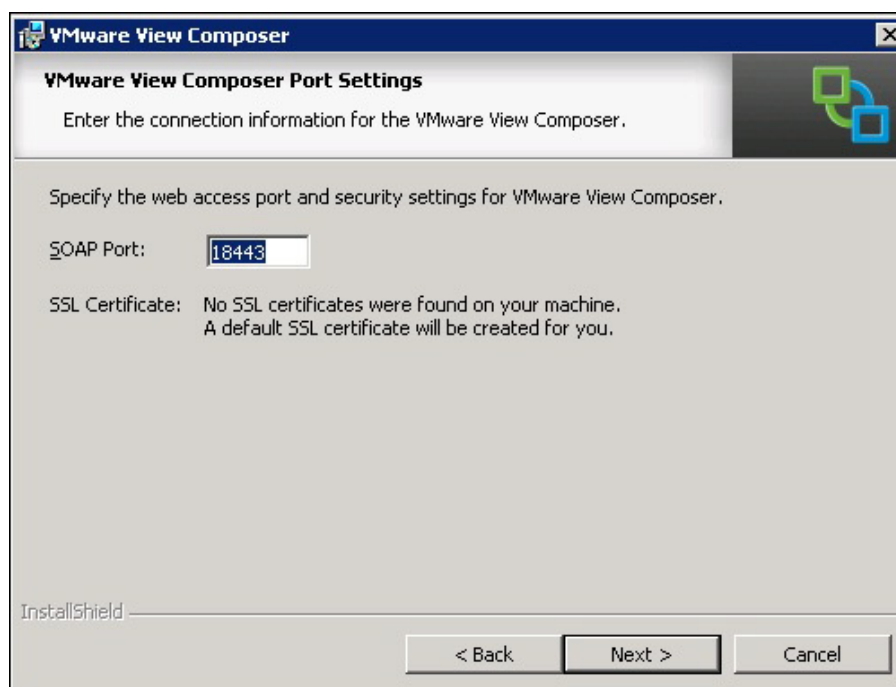 VMware View Composer
VMware View Composer Port Settings
Enter the connection information for the VMware View Composer.
Specify the web access port and security settings for VMware View Composer.
SOAP Port: 18443
SSL Certificate: No SSL certificates were found on your machine.
A default SSL certificate will be created for you.
InstallShield
< Back Next > Cancel